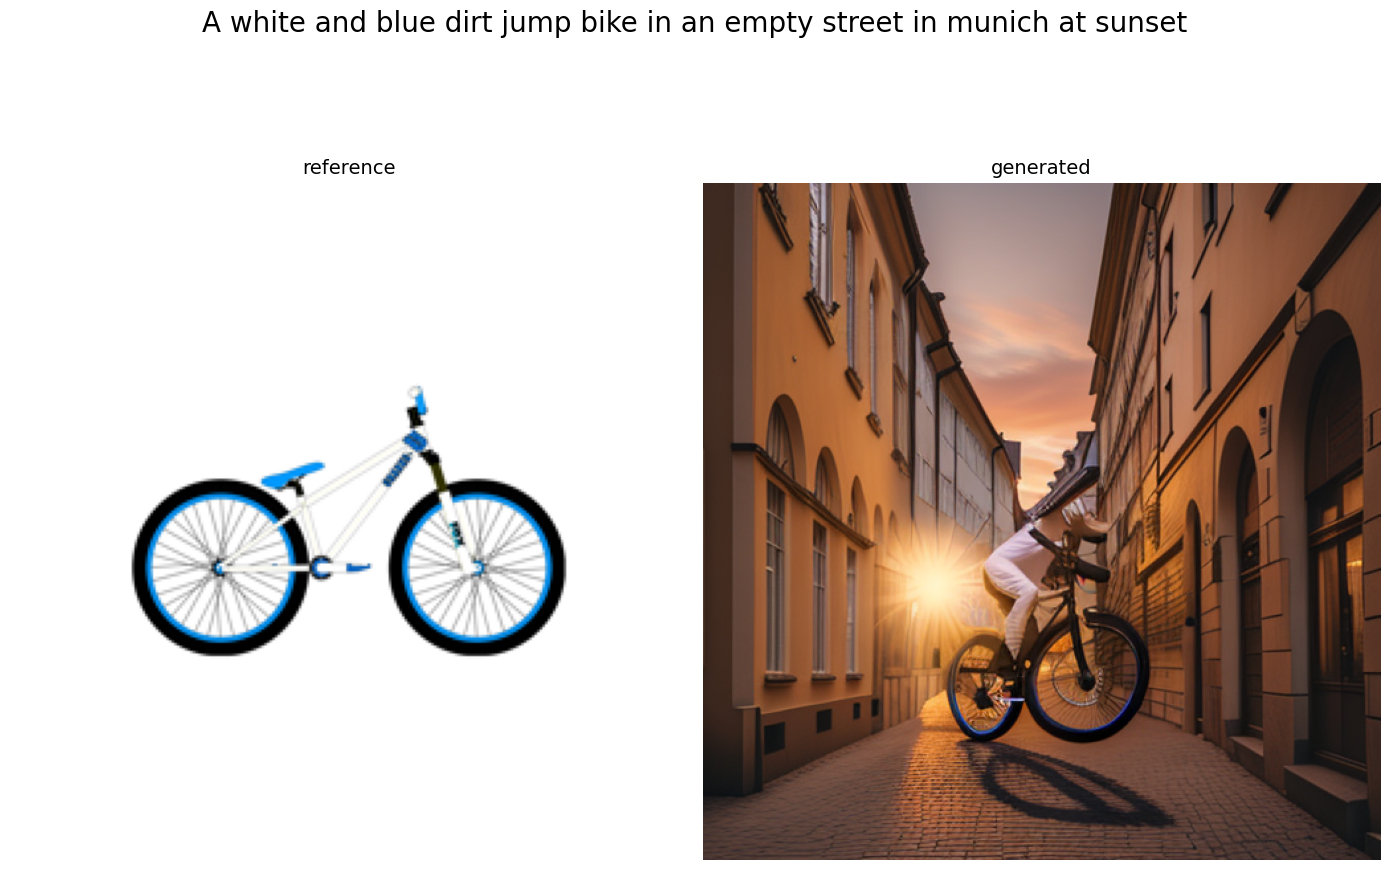 A white and blue dirt jump bike in an empty street in munich at sunset
reference
generated